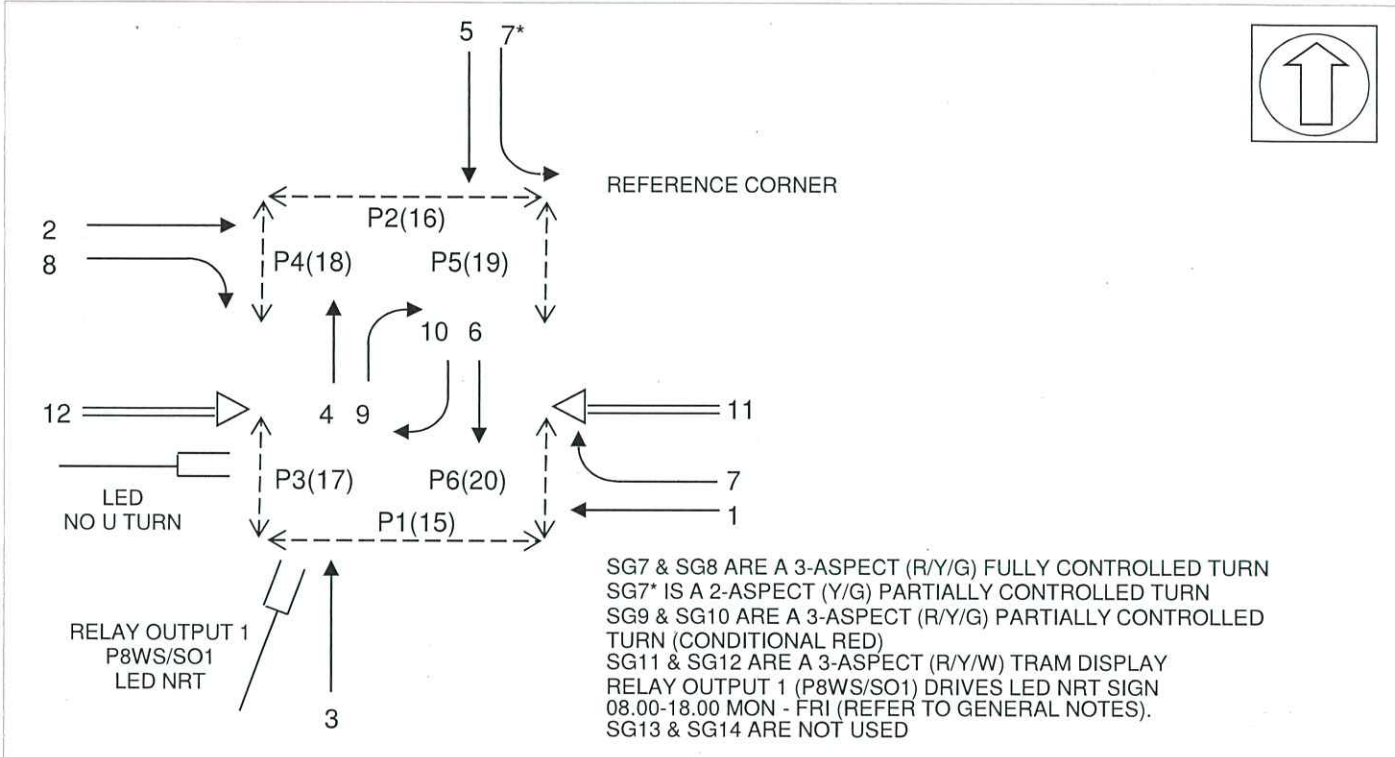 5 7*
REFERENCE CORNER
P2(16)
2
8
P4(18) P5(19)
10 6
12
4 9
11
LED
NO U TURN
P3(17) P6(20)
7
1
P1(15)
RELAY OUTPUT 1
P8WS/SO1
LED NRT
3
SG7 & SG8 ARE A 3-ASPECT (R/Y/G) FULLY CONTROLLED TURN
SG7* IS A 2-ASPECT (Y/G) PARTIALLY CONTROLLED TURN
SG9 & SG10 ARE A 3-ASPECT (R/Y/G) PARTIALLY CONTROLLED
TURN (CONDITIONAL RED)
SG11 & SG12 ARE A 3-ASPECT (R/Y/W) TRAM DISPLAY
RELAY OUTPUT 1 (P8WS/SO1) DRIVES LED NRT SIGN
08.00-18.00 MON - FRI (REFER TO GENERAL NOTES).
SG13 & SG14 ARE NOT USED